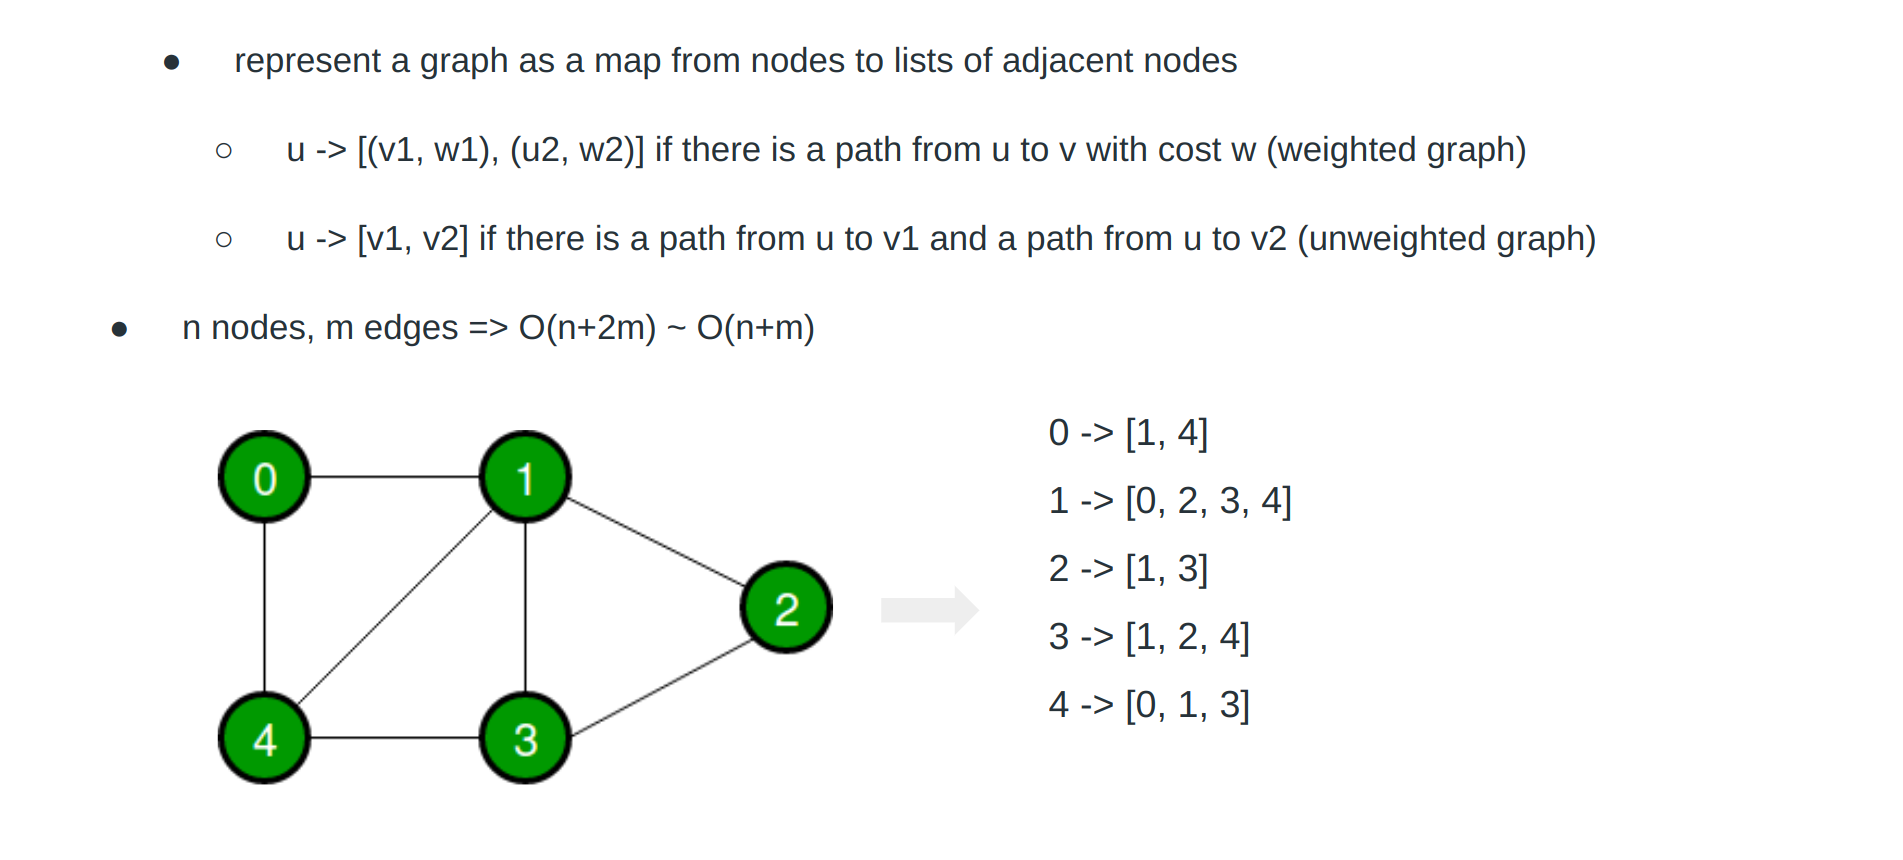 ● represent a graph as a map from nodes to lists of adjacent nodes
○ u -> [(v1, w1), (u2, w2)] if there is a path from u to v with cost w (weighted graph)
○ u -> [v1, v2] if there is a path from u to v1 and a path from u to v2 (unweighted graph)
● n nodes, m edges => O(n+2m) ~ O(n+m)
0 1
2
4 3
0 -> [1, 4]
1 -> [0, 2, 3, 4]
2 -> [1, 3]
3 -> [1, 2, 4]
4 -> [0, 1, 3]